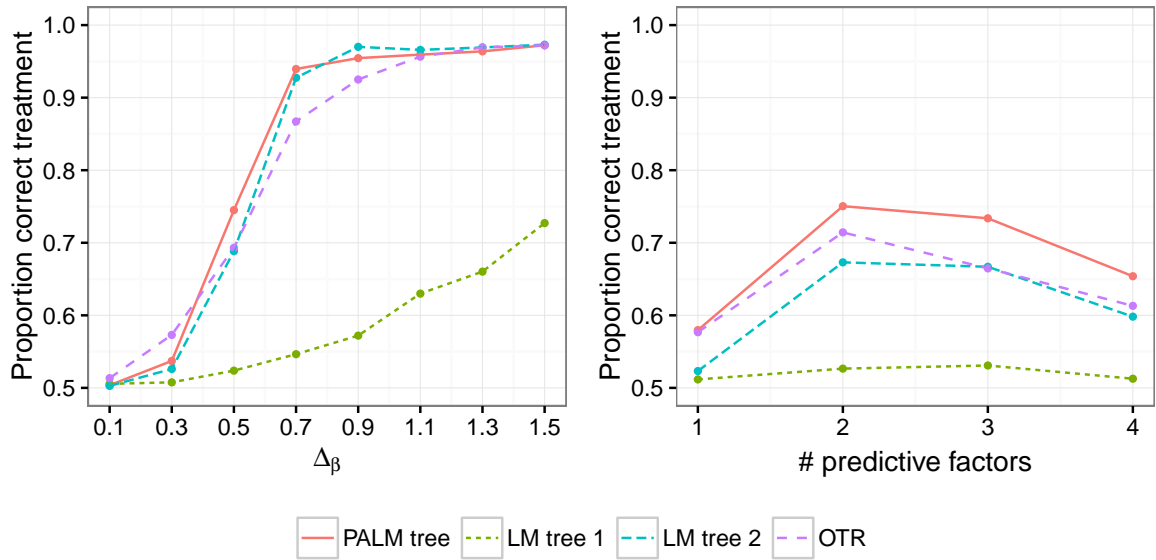 Proportion correct treatment
1.0
0.9
0.8
0.7
0.6
0.5
0.1 0.3 0.5 0.7 0.9 1.1 1.3 1.5
Δβ
Proportion correct treatment
1.0
0.9
0.8
0.7
0.6
0.5
1 2 3 4
# predictive factors
PALM tree LM tree 1 LM tree 2 OTR